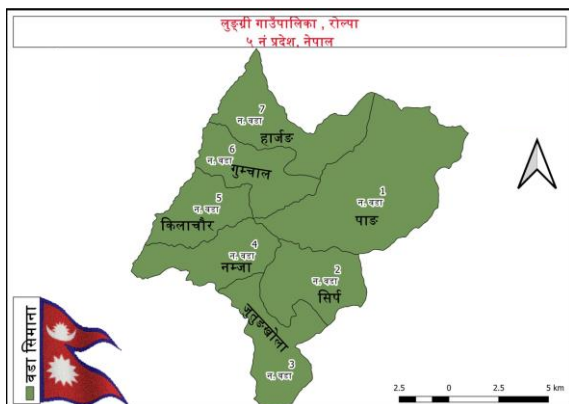 लुङग्री गाउँपालिका , रोल्पा
५ नं प्रदेश, नेपाल
7
न. वडा
हार्जङ
6
न. वडा
गुम्चाल
1
न. वडा
पाङ
5
न. वडा
किलाचौर
4
न. वडा
नम्जा
2
न. वडा
सिर्प
जुतुङखोला
3
न. वडा
वडा सिमाना
2.5 0 2.5 5 km